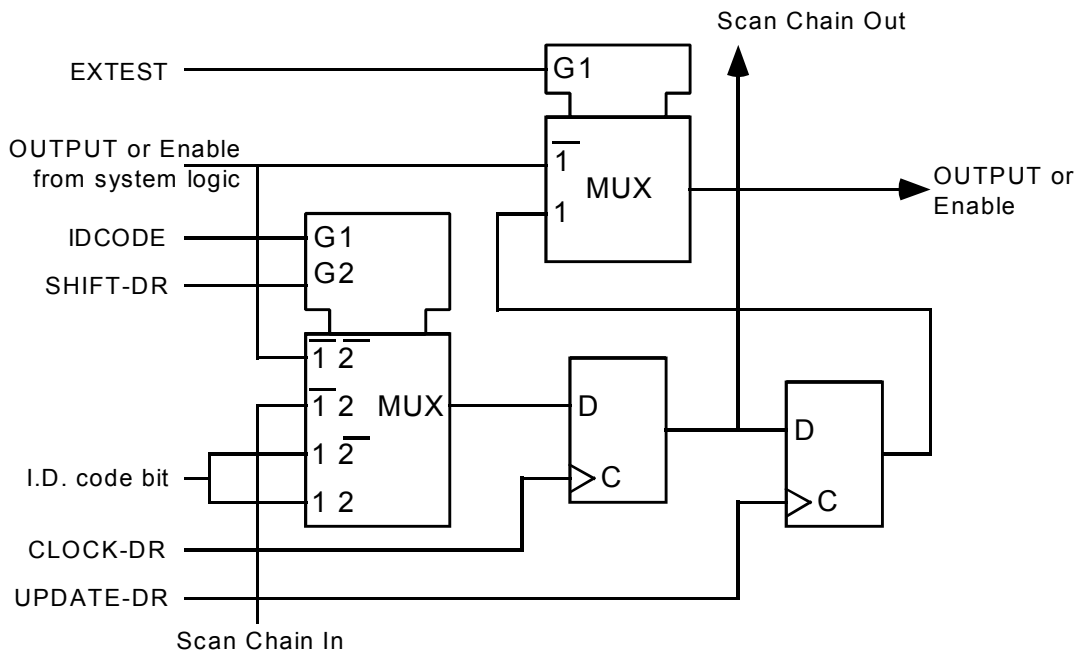 Scan Chain Out
EXTEST
G1
OUTPUT or Enable
from system logic
1̅
MUX
1
OUTPUT or
Enable
IDCODE
G1
SHIFT-DR
G2
1̅ 2̅
1̅ 2
MUX
D
D
1 2̅
I.D. code bit
C
1 2
C
CLOCK-DR
UPDATE-DR
Scan Chain In